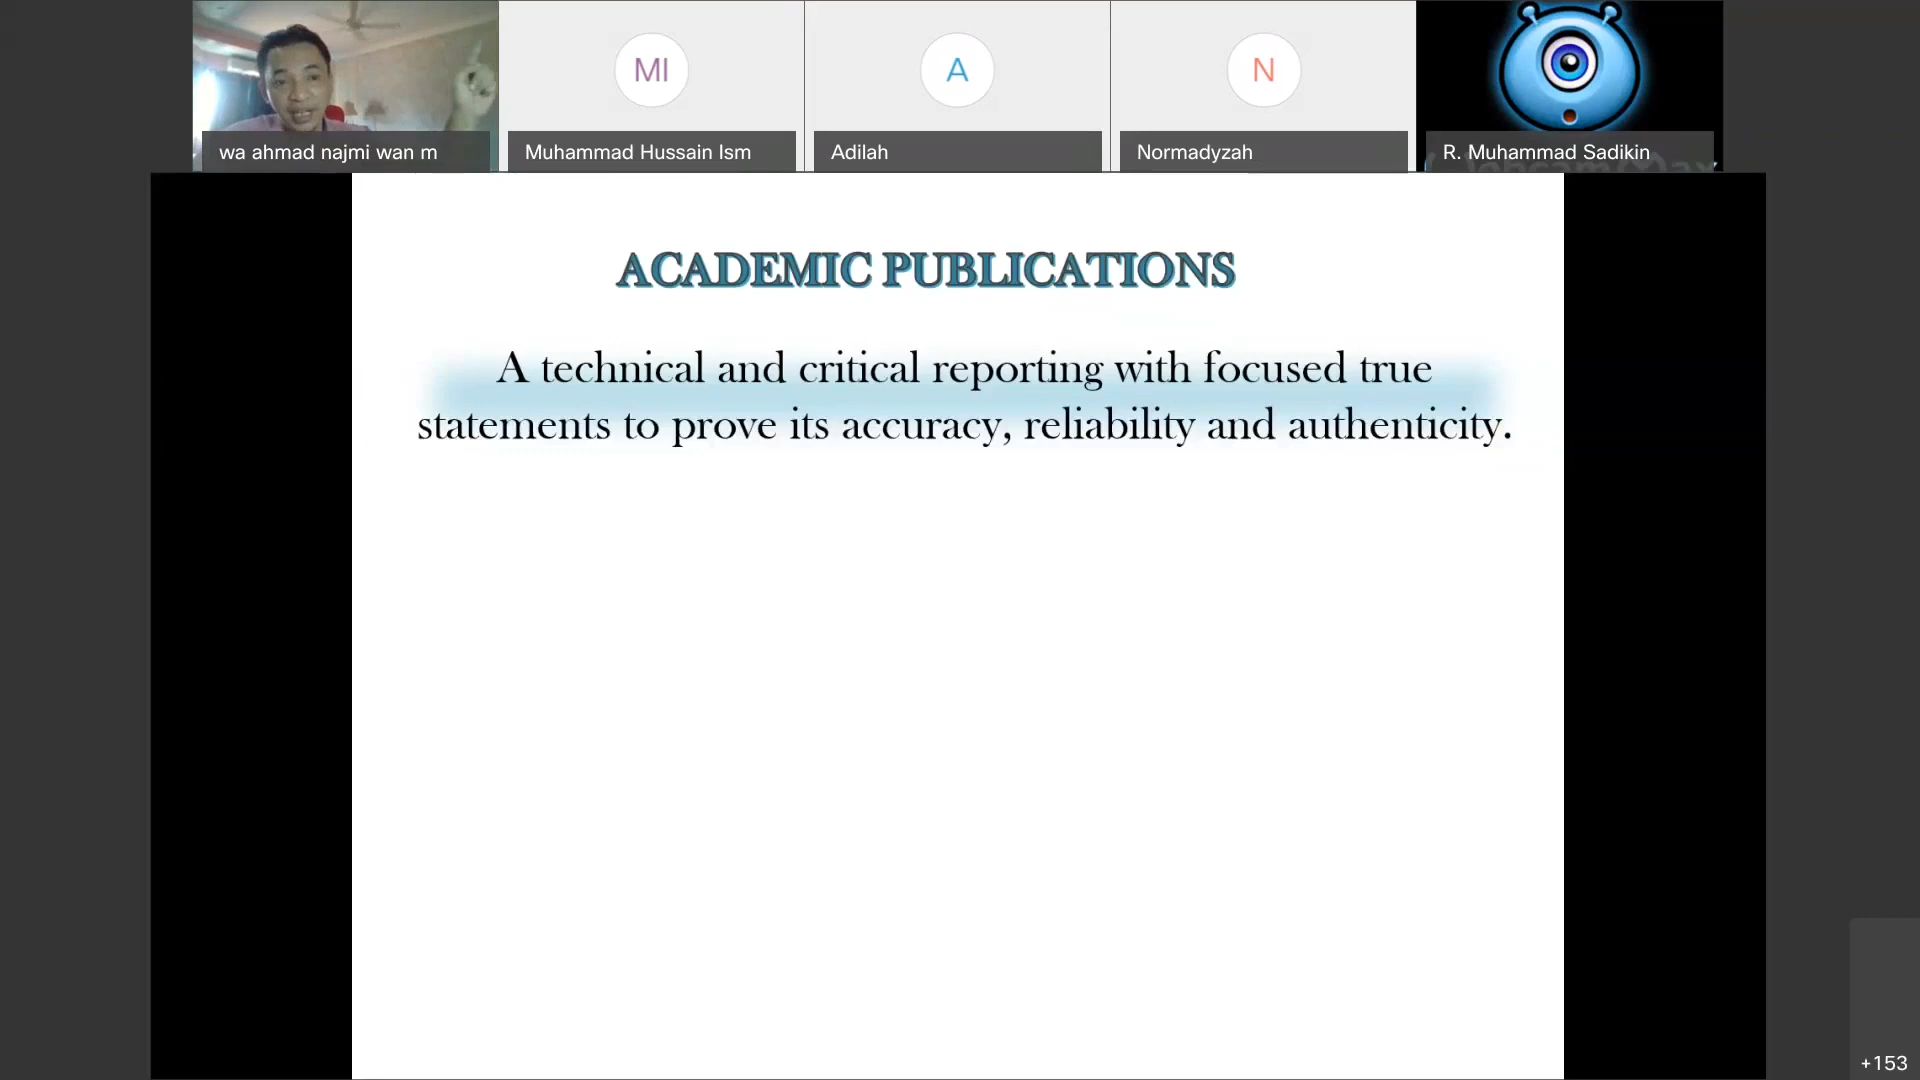 MI
A
N
wa ahmad najmi wan m
Muhammad Hussain Ism
Adilah
Normadyzah
R. Muhammad Sadikin
ACADEMIC PUBLICATIONS
A technical and critical reporting with focused true
statements to prove its accuracy, reliability and authenticity.
+153